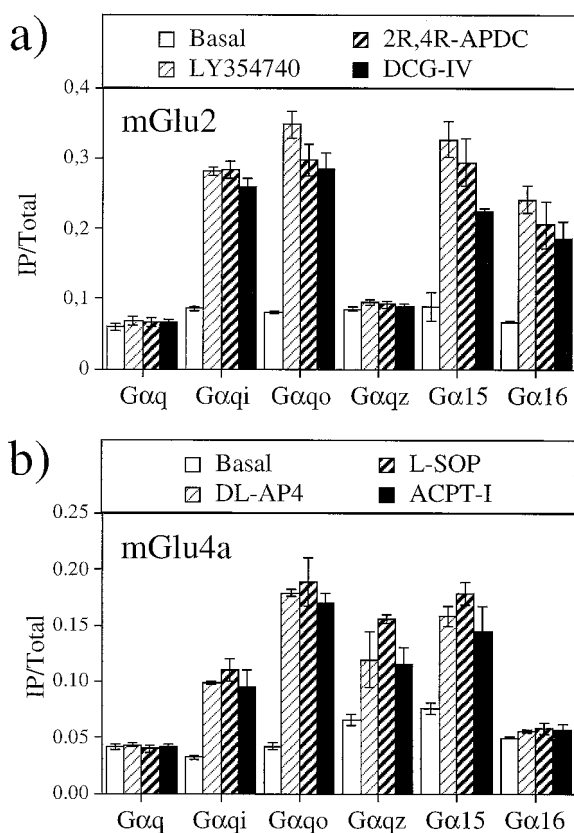 a)
Basal 2R,4R-APDC
LY354740 DCG-IV
mGlu2
IP/Total
0,4
0,3
0,2
0,1
0
Gαq Gαqi Gαqo Gαqz Gα15 Gα16
b)
Basal L-SOP
DL-AP4 ACPT-I
mGlu4a
IP/Total
0.25
0.20
0.15
0.10
0.05
0.00
Gαq Gαqi Gαqo Gαqz Gα15 Gα16